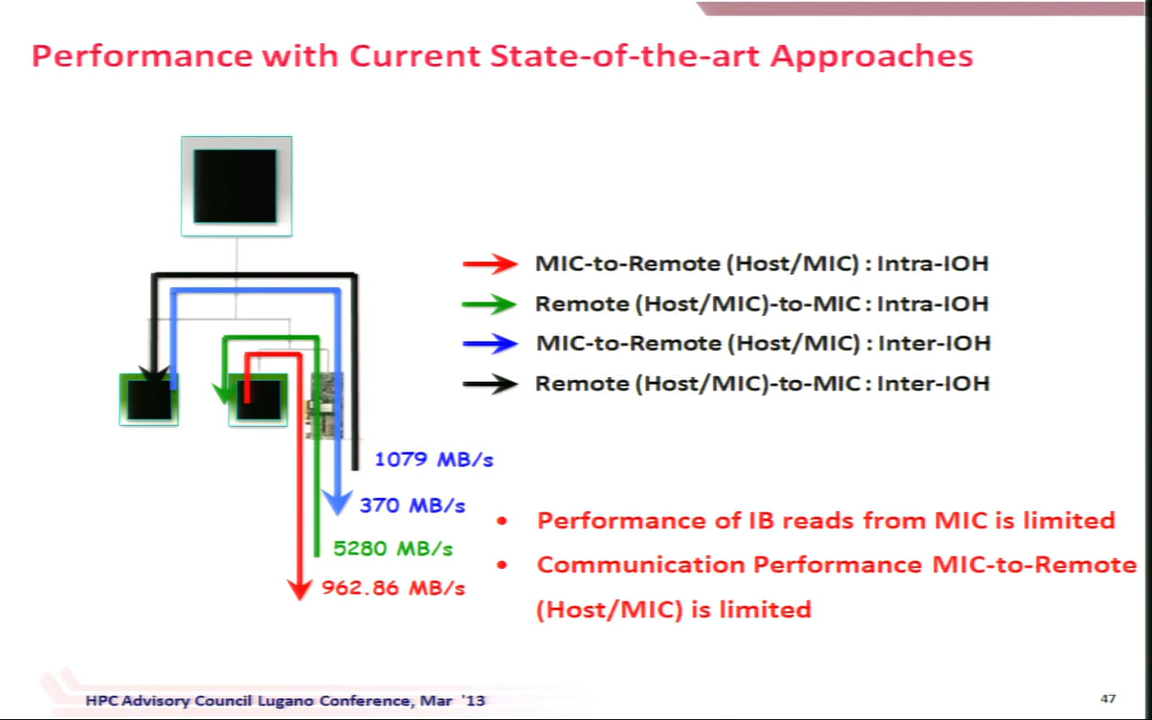 Performance with Current State-of-the-art Approaches
MIC-to-Remote (Host/MIC) : Intra-IOH
Remote (Host/MIC)-to-MIC : Intra-IOH
MIC-to-Remote (Host/MIC) : Inter-IOH
Remote (Host/MIC)-to-MIC : Inter-IOH
1079 MB/s
370 MB/s
5280 MB/s
962.86 MB/s
• Performance of IB reads from MIC is limited
• Communication Performance MIC-to-Remote
(Host/MIC) is limited
HPC Advisory Council Lugano Conference, Mar '13
47